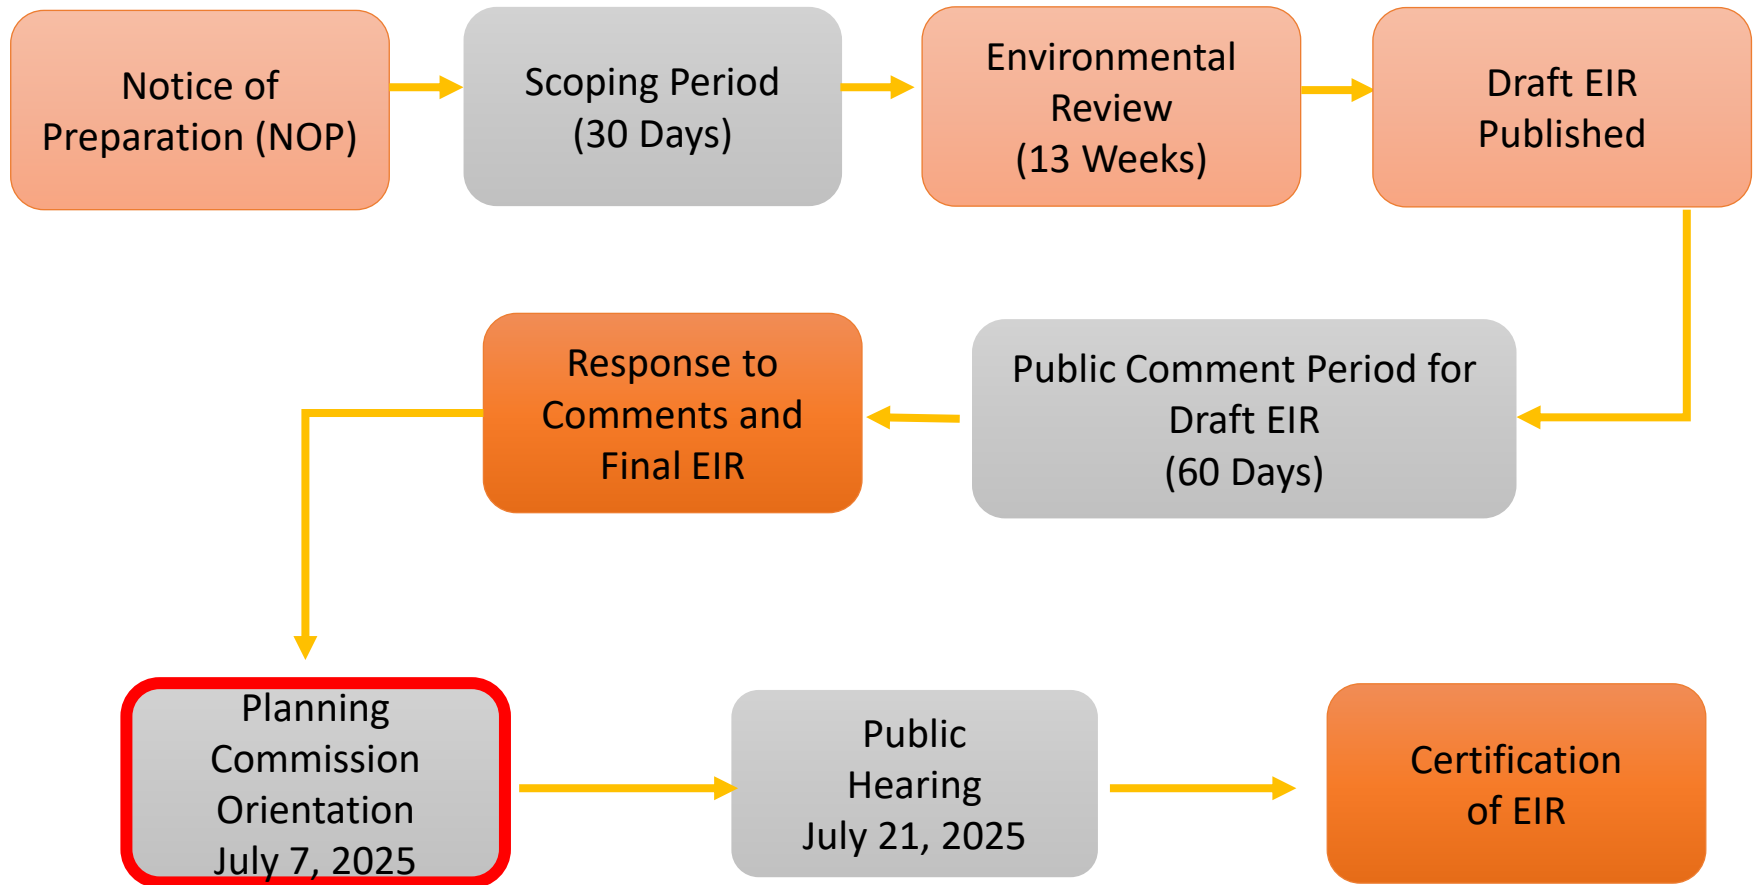 Notice of
Preparation (NOP)
Scoping Period
(30 Days)
Environmental
Review
(13 Weeks)
Draft EIR
Published
Public Comment Period for
Draft EIR
(60 Days)
Response to
Comments and
Final EIR
Planning
Commission
Orientation
July 7, 2025
Public
Hearing
July 21, 2025
Certification
of EIR